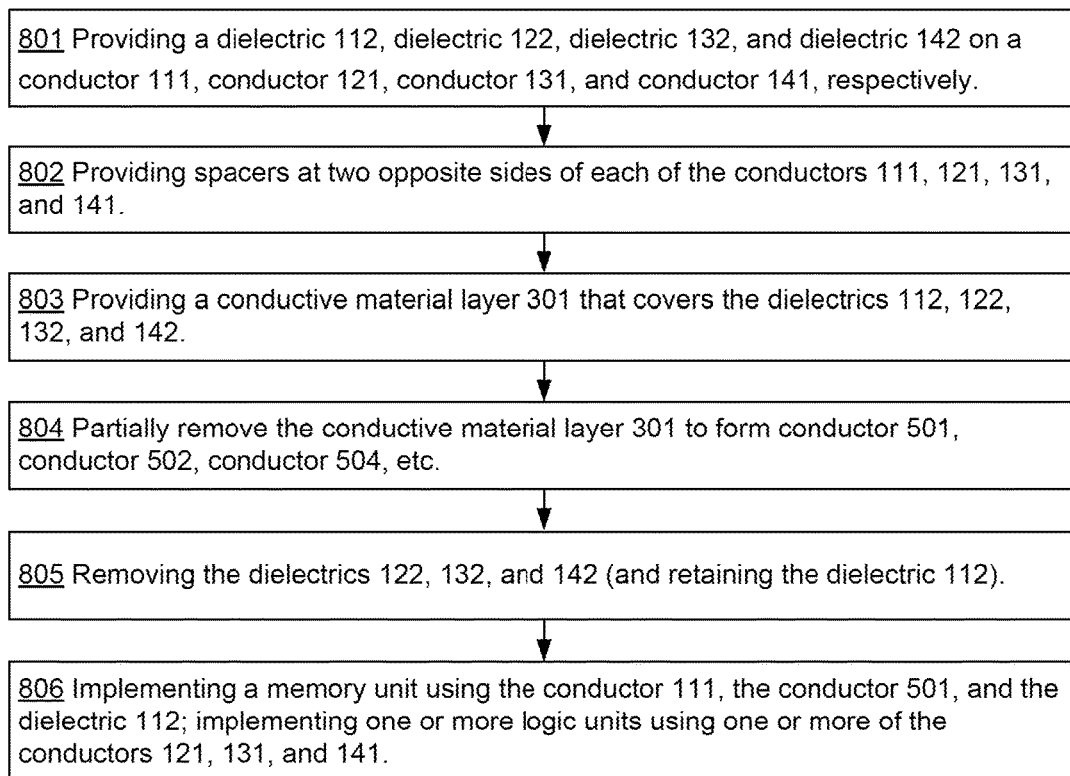 801 Providing a dielectric 112, dielectric 122, dielectric 132, and dielectric 142 on a
conductor 111, conductor 121, conductor 131, and conductor 141, respectively.
802 Providing spacers at two opposite sides of each of the conductors 111, 121, 131,
and 141.
803 Providing a conductive material layer 301 that covers the dielectrics 112, 122,
132, and 142.
804 Partially remove the conductive material layer 301 to form conductor 501,
conductor 502, conductor 504, etc.
805 Removing the dielectrics 122, 132, and 142 (and retaining the dielectric 112).
806 Implementing a memory unit using the conductor 111, the conductor 501, and the
dielectric 112; implementing one or more logic units using one or more of the
conductors 121, 131, and 141.